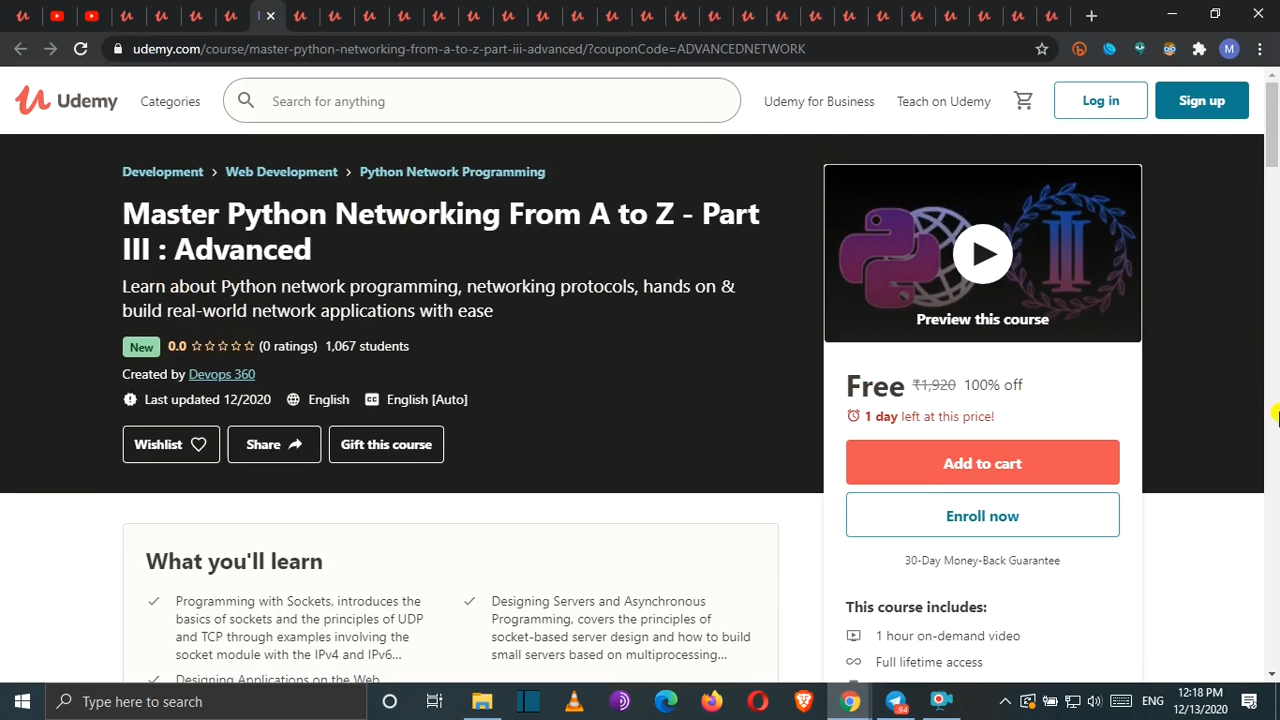 udemy.com/course/master-python-networking-from-a-to-z-part-iii-advanced/?couponCode=ADVANCEDNETWORK
M
Udemy
Categories
Search for anything
Udemy for Business
Teach on Udemy
Log in
Sign up
Development > Web Development > Python Network Programming
Master Python Networking From A to Z - Part
III : Advanced
Learn about Python network programming, networking protocols, hands on &
build real-world network applications with ease
New 0.0 (0 ratings) 1,067 students
Created by Devops 360
Last updated 12/2020 English English [Auto]
Wishlist Share Gift this course
III
Preview this course
Free ₹1,920 100% off
1 day left at this price!
Add to cart
Enroll now
30-Day Money-Back Guarantee
This course includes:
1 hour on-demand video
Full lifetime access
What you'll learn
Programming with Sockets, introduces the
basics of sockets and the principles of UDP
and TCP through examples involving the
socket module with the IPv4 and IPv6...
Designing Servers and Asynchronous
Programming, covers the principles of
socket-based server design and how to build
small servers based on multiprocessing...
Designing Applications on the Web
Type here to search
94
ENG
12:18 PM
12/13/2020